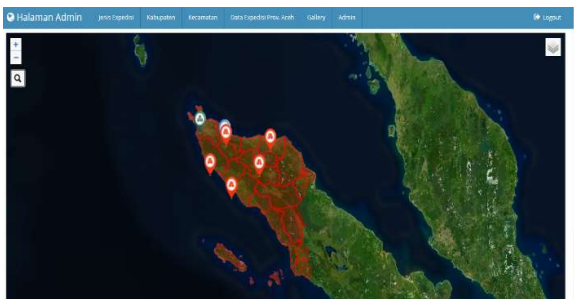 Halaman Admin Jenis Expedisi Kabupaten Kecamatan Data Expedisi Prov. Aceh Gallery Admin Logout
+
−